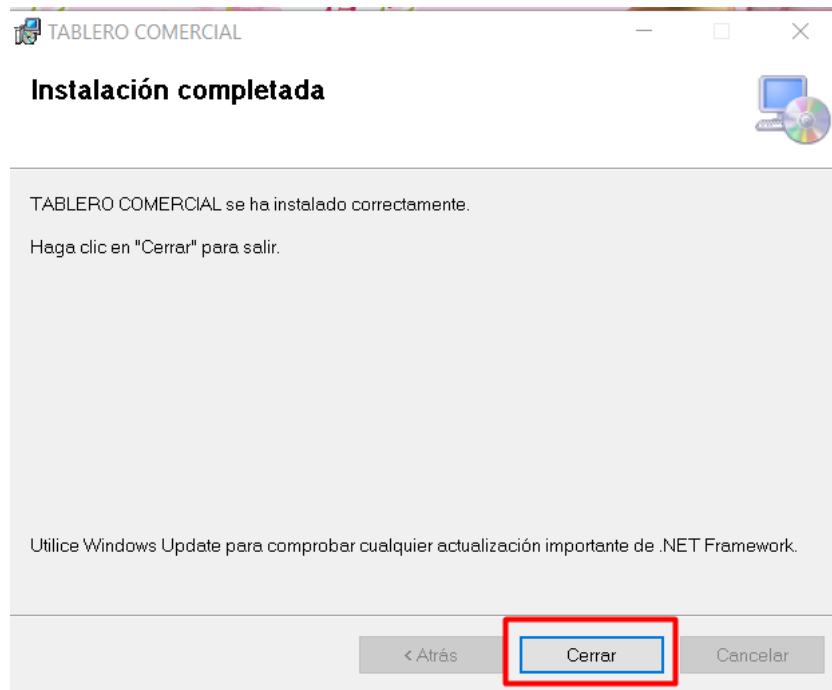 TABLERO COMERCIAL
Instalación completada
TABLERO COMERCIAL se ha instalado correctamente.
Haga clic en "Cerrar" para salir.
Utilice Windows Update para comprobar cualquier actualización importante de .NET Framework.
< Atrás Cerrar Cancelar